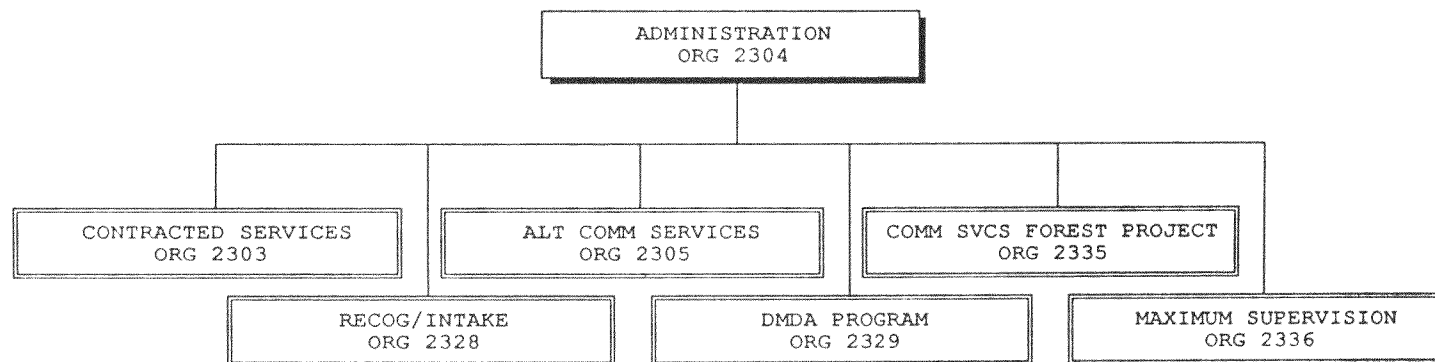 ADMINISTRATION
ORG 2304
CONTRACTED SERVICES
ORG 2303
ALT COMM SERVICES
ORG 2305
COMM SVCS FOREST PROJECT
ORG 2335
RECOG/INTAKE
ORG 2328
DMDA PROGRAM
ORG 2329
MAXIMUM SUPERVISION
ORG 2336